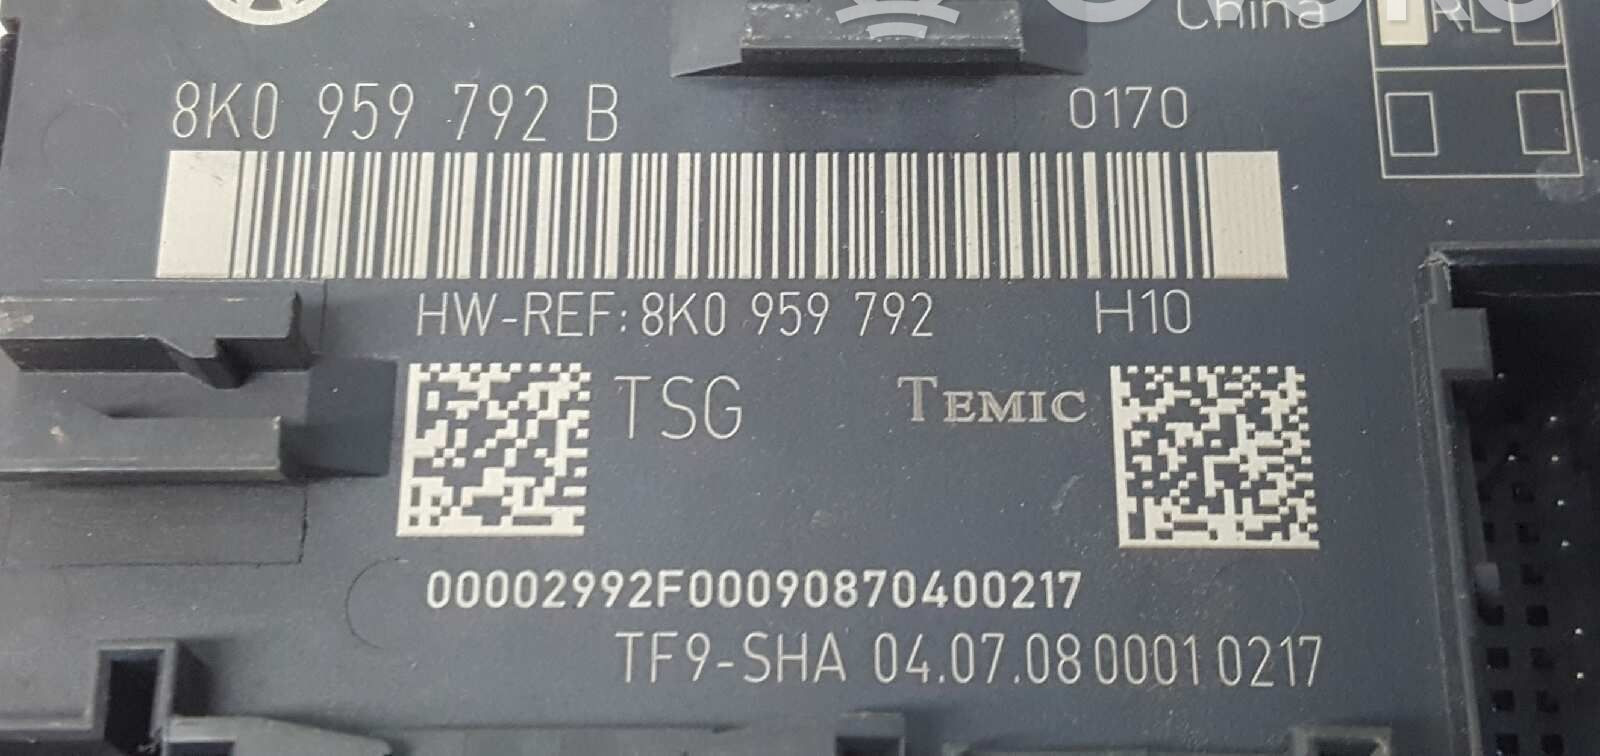 China
RL
8K0 959 792 B 0170
HW-REF: 8K0 959 792 H10
TSG TEMIC
00002992F00090870400217
TF9-SHA 04.07.08 0001 0217